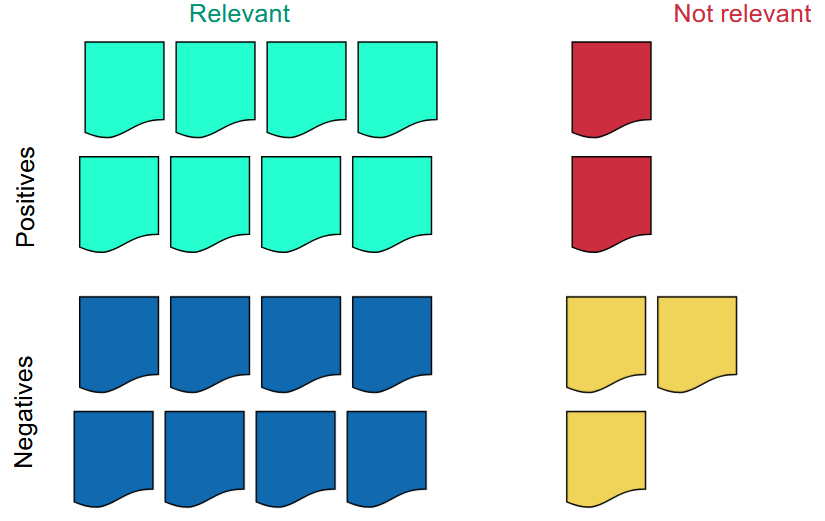 Relevant
Not relevant
Positives
Negatives